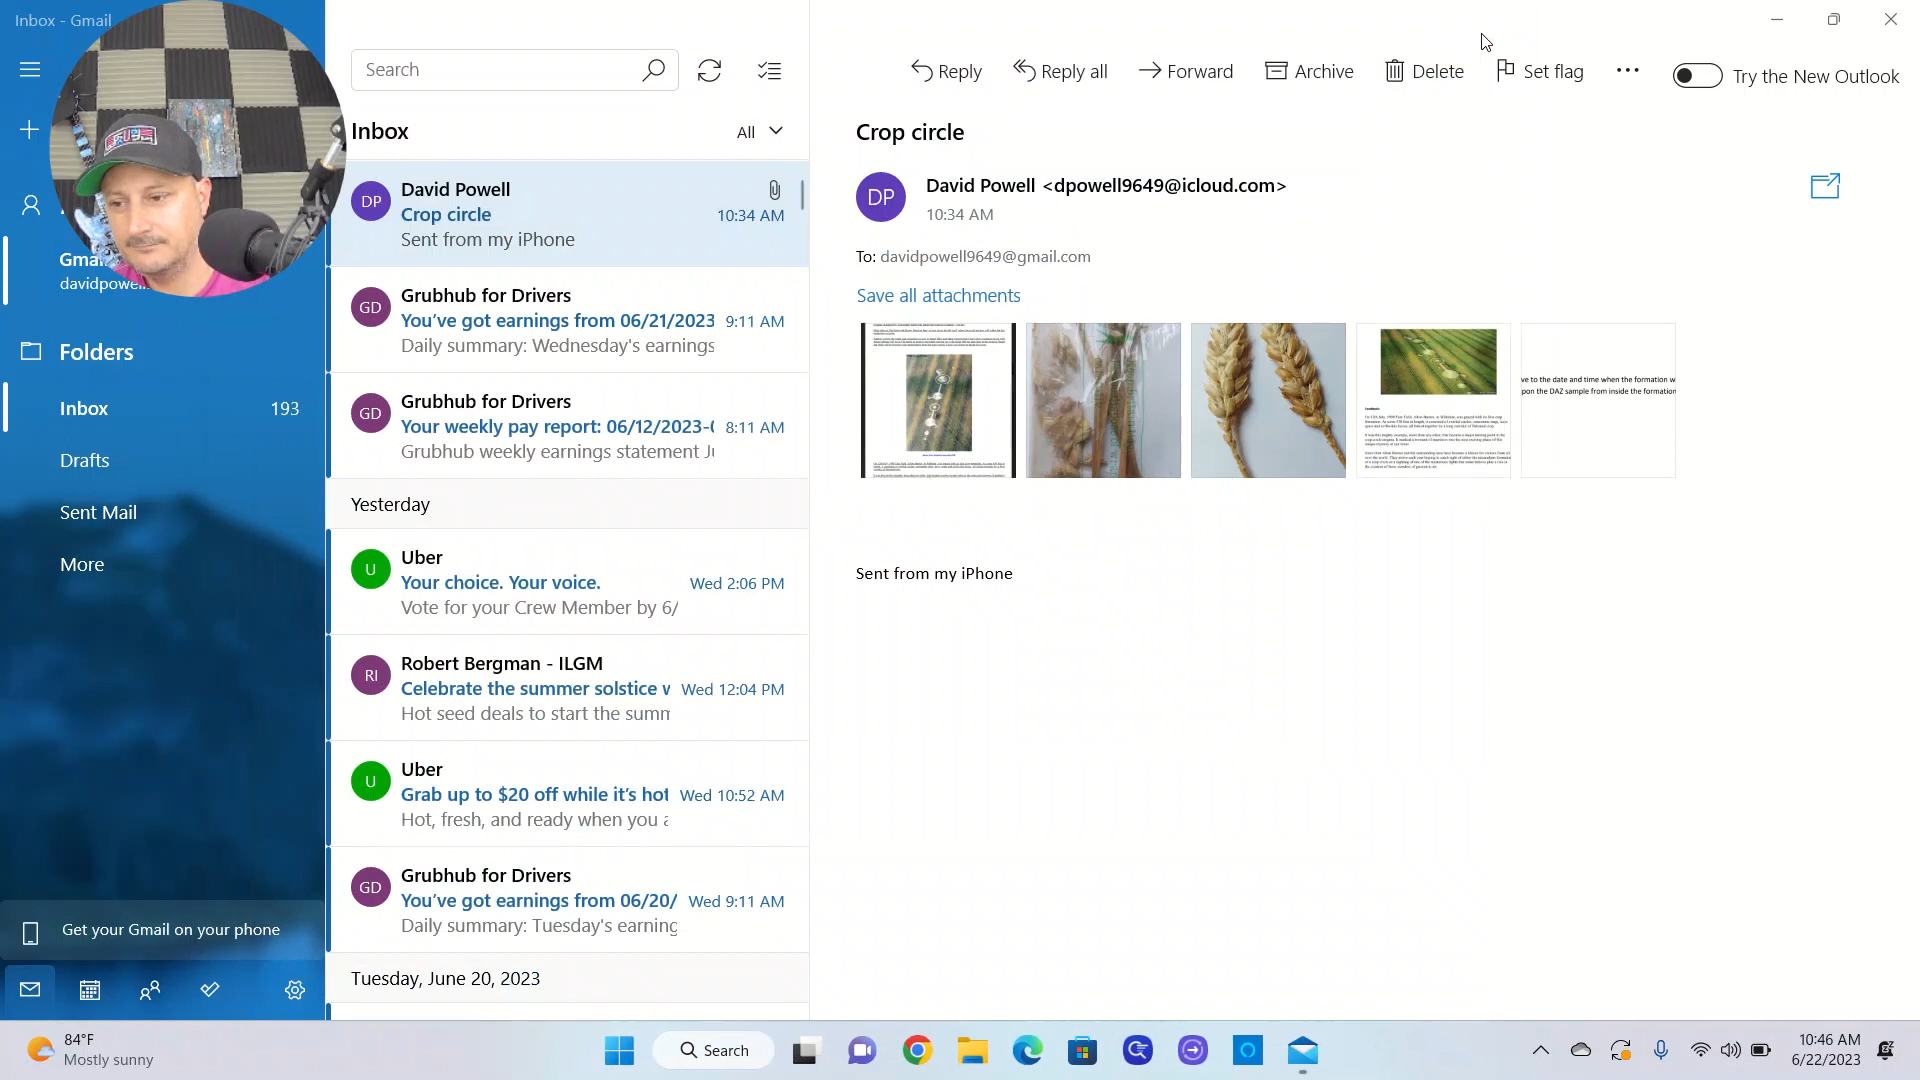 Inbox - Gmail
Search
Reply
Reply all
Forward
Archive
Delete
Set flag
Try the New Outlook
Inbox
All
Crop circle
David Powell
DP
Crop circle
10:34 AM
Sent from my iPhone
DP
David Powell <dpowell9649@icloud.com>
10:34 AM
To: davidpowell9649@gmail.com
Save all attachments
ve to the date and time when the formation w
pon the DAZ sample from inside the formation
Sent from my iPhone
Gmai
davidpowell
Folders
Inbox
193
Drafts
Sent Mail
More
GD
Grubhub for Drivers
You've got earnings from 06/21/2023
9:11 AM
Daily summary: Wednesday's earnings
GD
Grubhub for Drivers
Your weekly pay report: 06/12/2023-0
8:11 AM
Grubhub weekly earnings statement Ju
Yesterday
U
Uber
Your choice. Your voice.
Wed 2:06 PM
Vote for your Crew Member by 6/
RI
Robert Bergman - ILGM
Celebrate the summer solstice w
Wed 12:04 PM
Hot seed deals to start the summ
U
Uber
Grab up to $20 off while it's hot
Wed 10:52 AM
Hot, fresh, and ready when you a
GD
Grubhub for Drivers
You've got earnings from 06/20/
Wed 9:11 AM
Daily summary: Tuesday's earning
Tuesday, June 20, 2023
Get your Gmail on your phone
84°F
Mostly sunny
Search
10:46 AM
6/22/2023